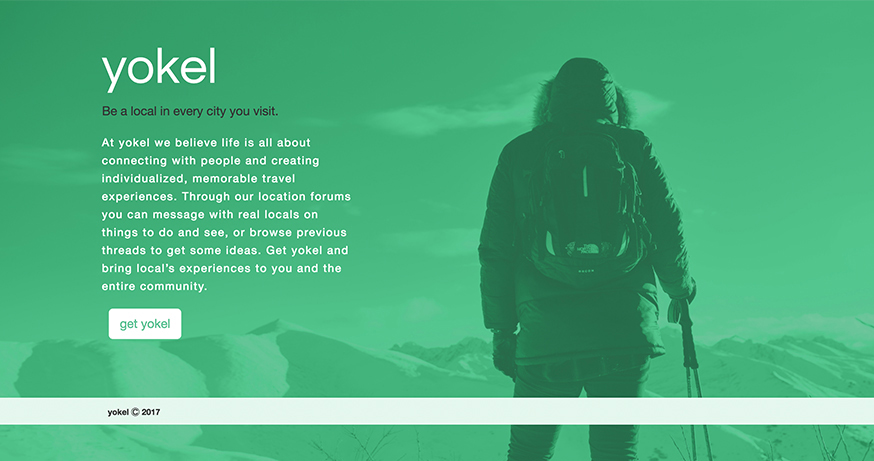 yokel
Be a local in every city you visit.
At yokel we believe life is all about
connecting with people and creating
individualized, memorable travel
experiences. Through our location forums
you can message with real locals on
things to do and see, or browse previous
threads to get some ideas. Get yokel and
bring local's experiences to you and the
entire community.
get yokel
yokel © 2017